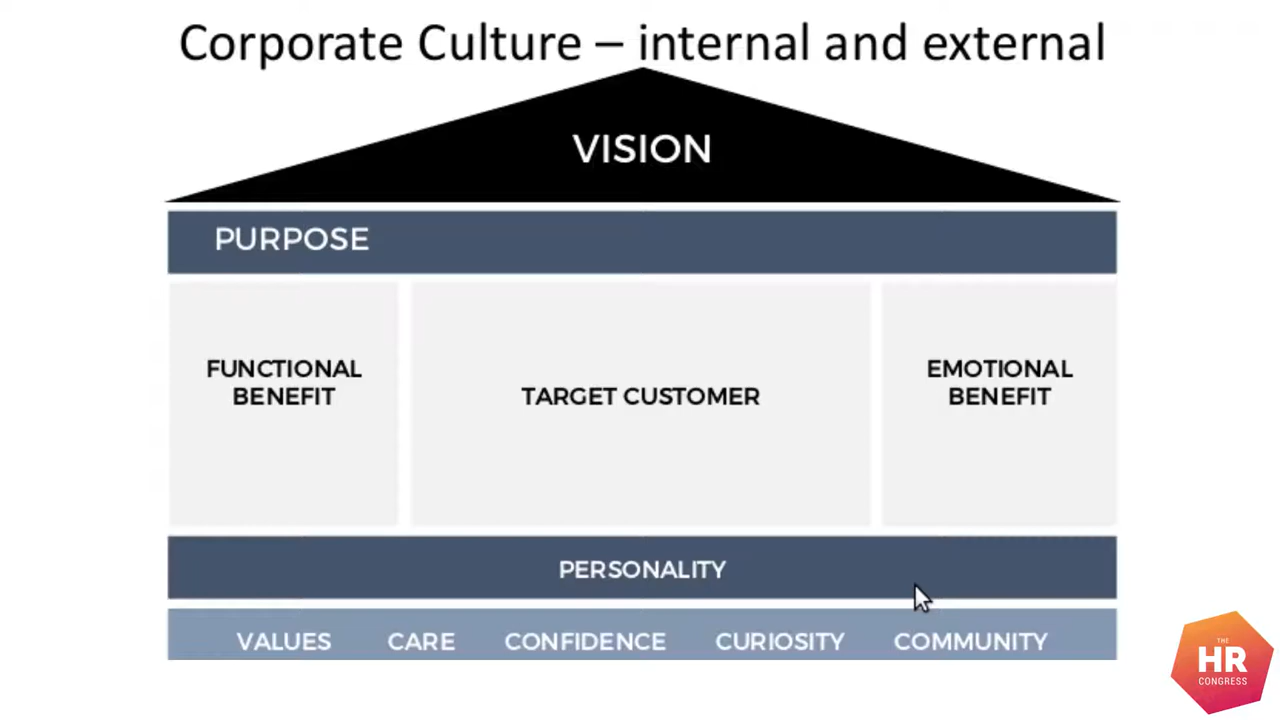 Corporate Culture – internal and external
VISION
PURPOSE
FUNCTIONAL
BENEFIT
TARGET CUSTOMER
EMOTIONAL
BENEFIT
PERSONALITY
VALUES CARE CONFIDENCE CURIOSITY COMMUNITY
THE
HR
CONGRESS